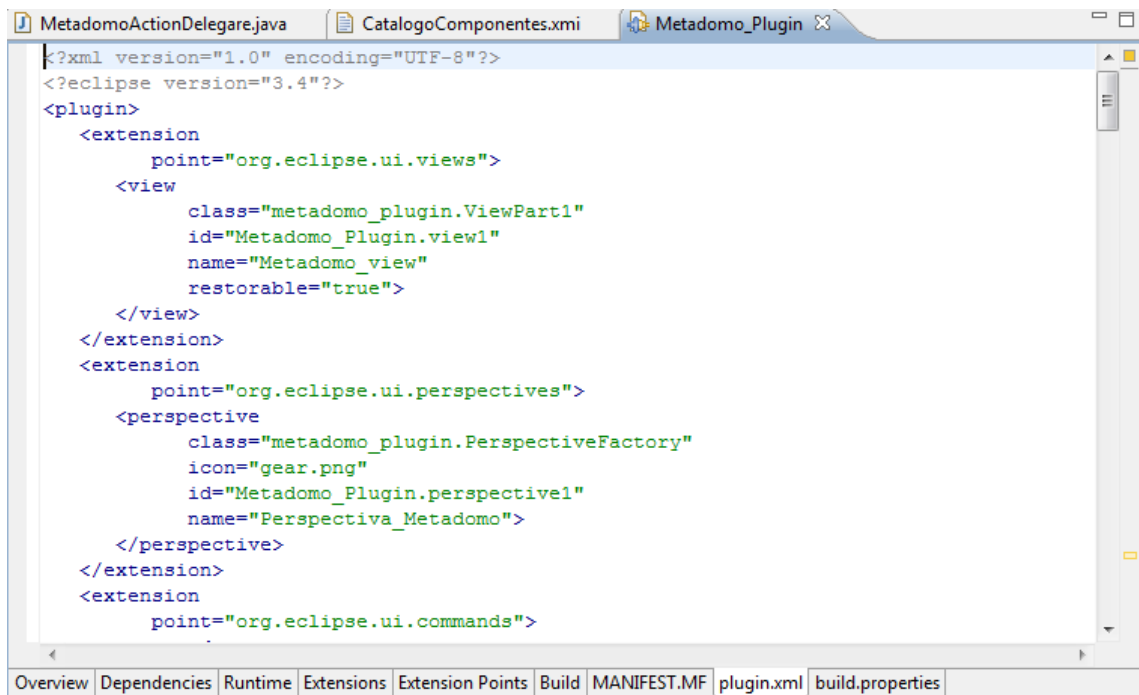 MetadomoActionDelegare.java CatalogoComponentes.xmi Metadomo_Plugin
<?xml version="1.0" encoding="UTF-8"?>
<?eclipse version="3.4"?>
<plugin>
   <extension
         point="org.eclipse.ui.views">
      <view
            class="metadomo_plugin.ViewPart1"
            id="Metadomo_Plugin.view1"
            name="Metadomo_view"
            restorable="true">
      </view>
   </extension>
   <extension
         point="org.eclipse.ui.perspectives">
      <perspective
            class="metadomo_plugin.PerspectiveFactory"
            icon="gear.png"
            id="Metadomo_Plugin.perspective1"
            name="Perspectiva_Metadomo">
      </perspective>
   </extension>
   <extension
         point="org.eclipse.ui.commands">
Overview Dependencies Runtime Extensions Extension Points Build MANIFEST.MF plugin.xml build.properties